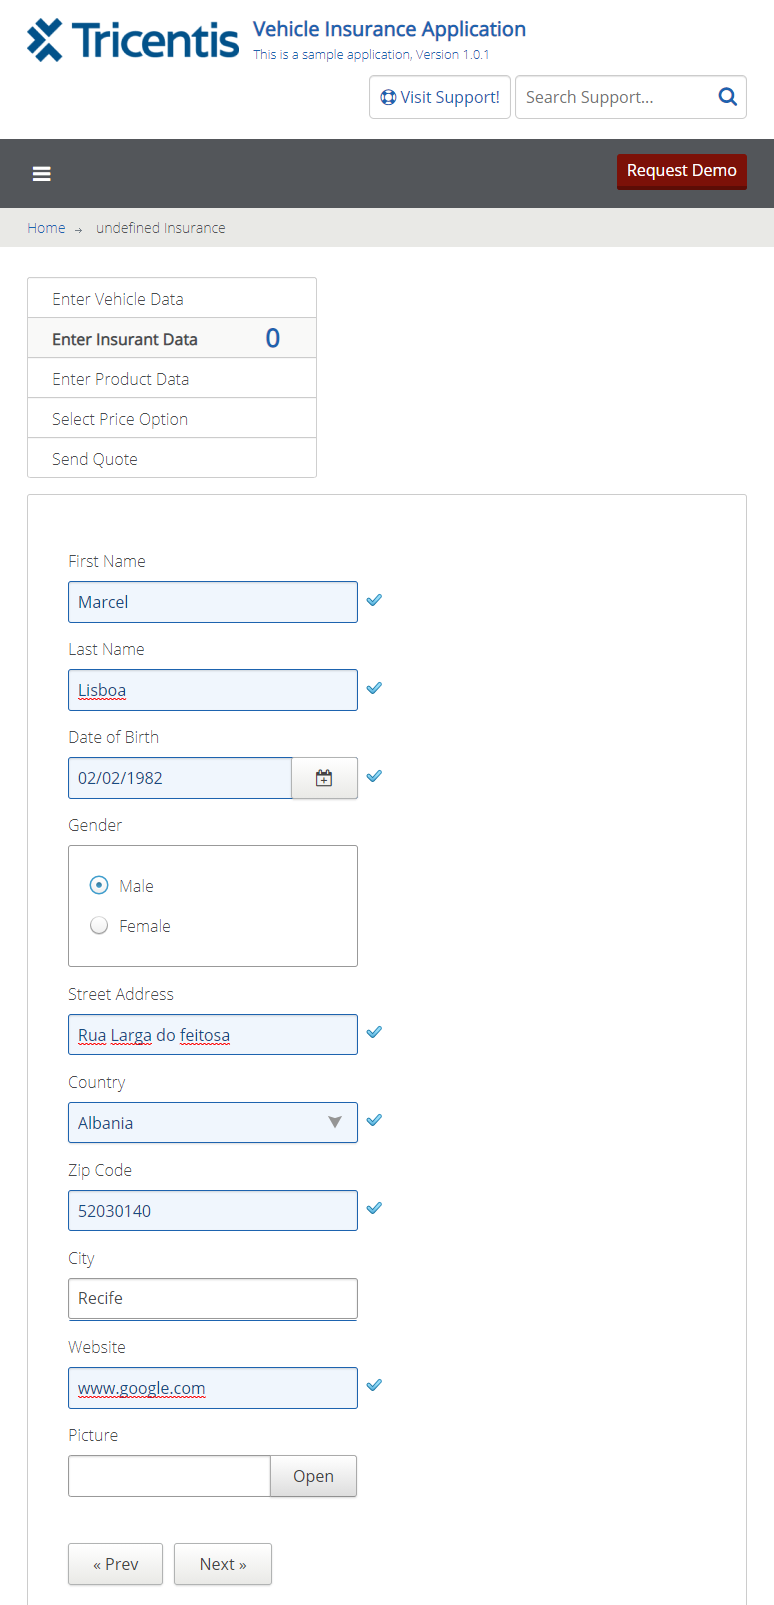 Tricentis
Vehicle Insurance Application
This is a sample application, Version 1.0.1
Visit Support!
Search Support...
Request Demo
Home → undefined Insurance
Enter Vehicle Data
Enter Insurant Data 0
Enter Product Data
Select Price Option
Send Quote
First Name
Marcel
Last Name
Lisboa
Date of Birth
02/02/1982
Gender
Male
Female
Street Address
Rua Larga do feitosa
Country
Albania
Zip Code
52030140
City
Recife
Website
www.google.com
Picture
Open
« Prev
Next »